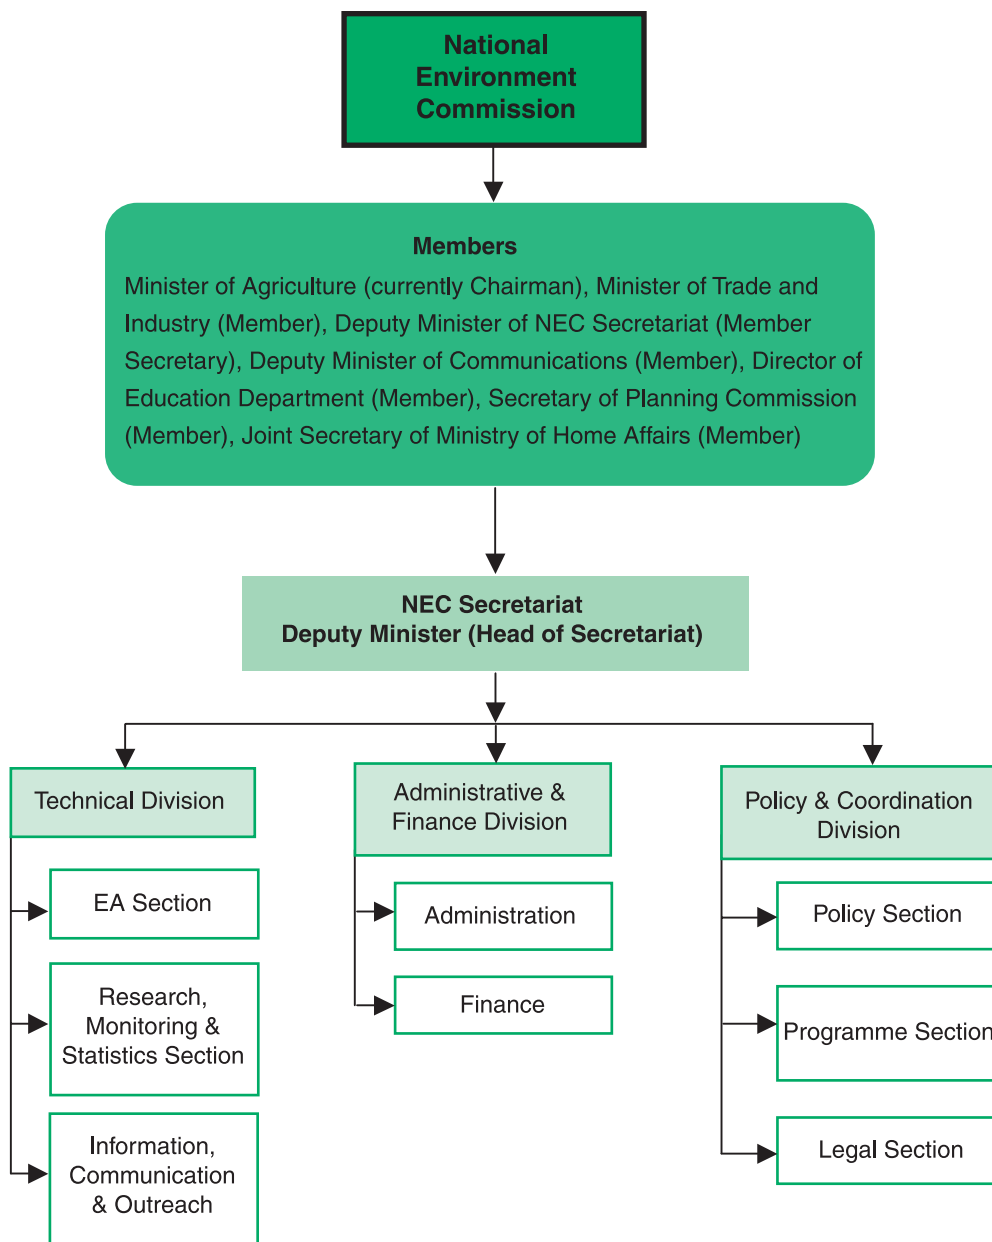 National
Environment
Commission
Members
Minister of Agriculture (currently Chairman), Minister of Trade and
Industry (Member), Deputy Minister of NEC Secretariat (Member
Secretary), Deputy Minister of Communications (Member), Director of
Education Department (Member), Secretary of Planning Commission
(Member), Joint Secretary of Ministry of Home Affairs (Member)
NEC Secretariat
Deputy Minister (Head of Secretariat)
Technical Division
EA Section
Research,
Monitoring &
Statistics Section
Information,
Communication
& Outreach
Administrative &
Finance Division
Administration
Finance
Policy & Coordination
Division
Policy Section
Programme Section
Legal Section